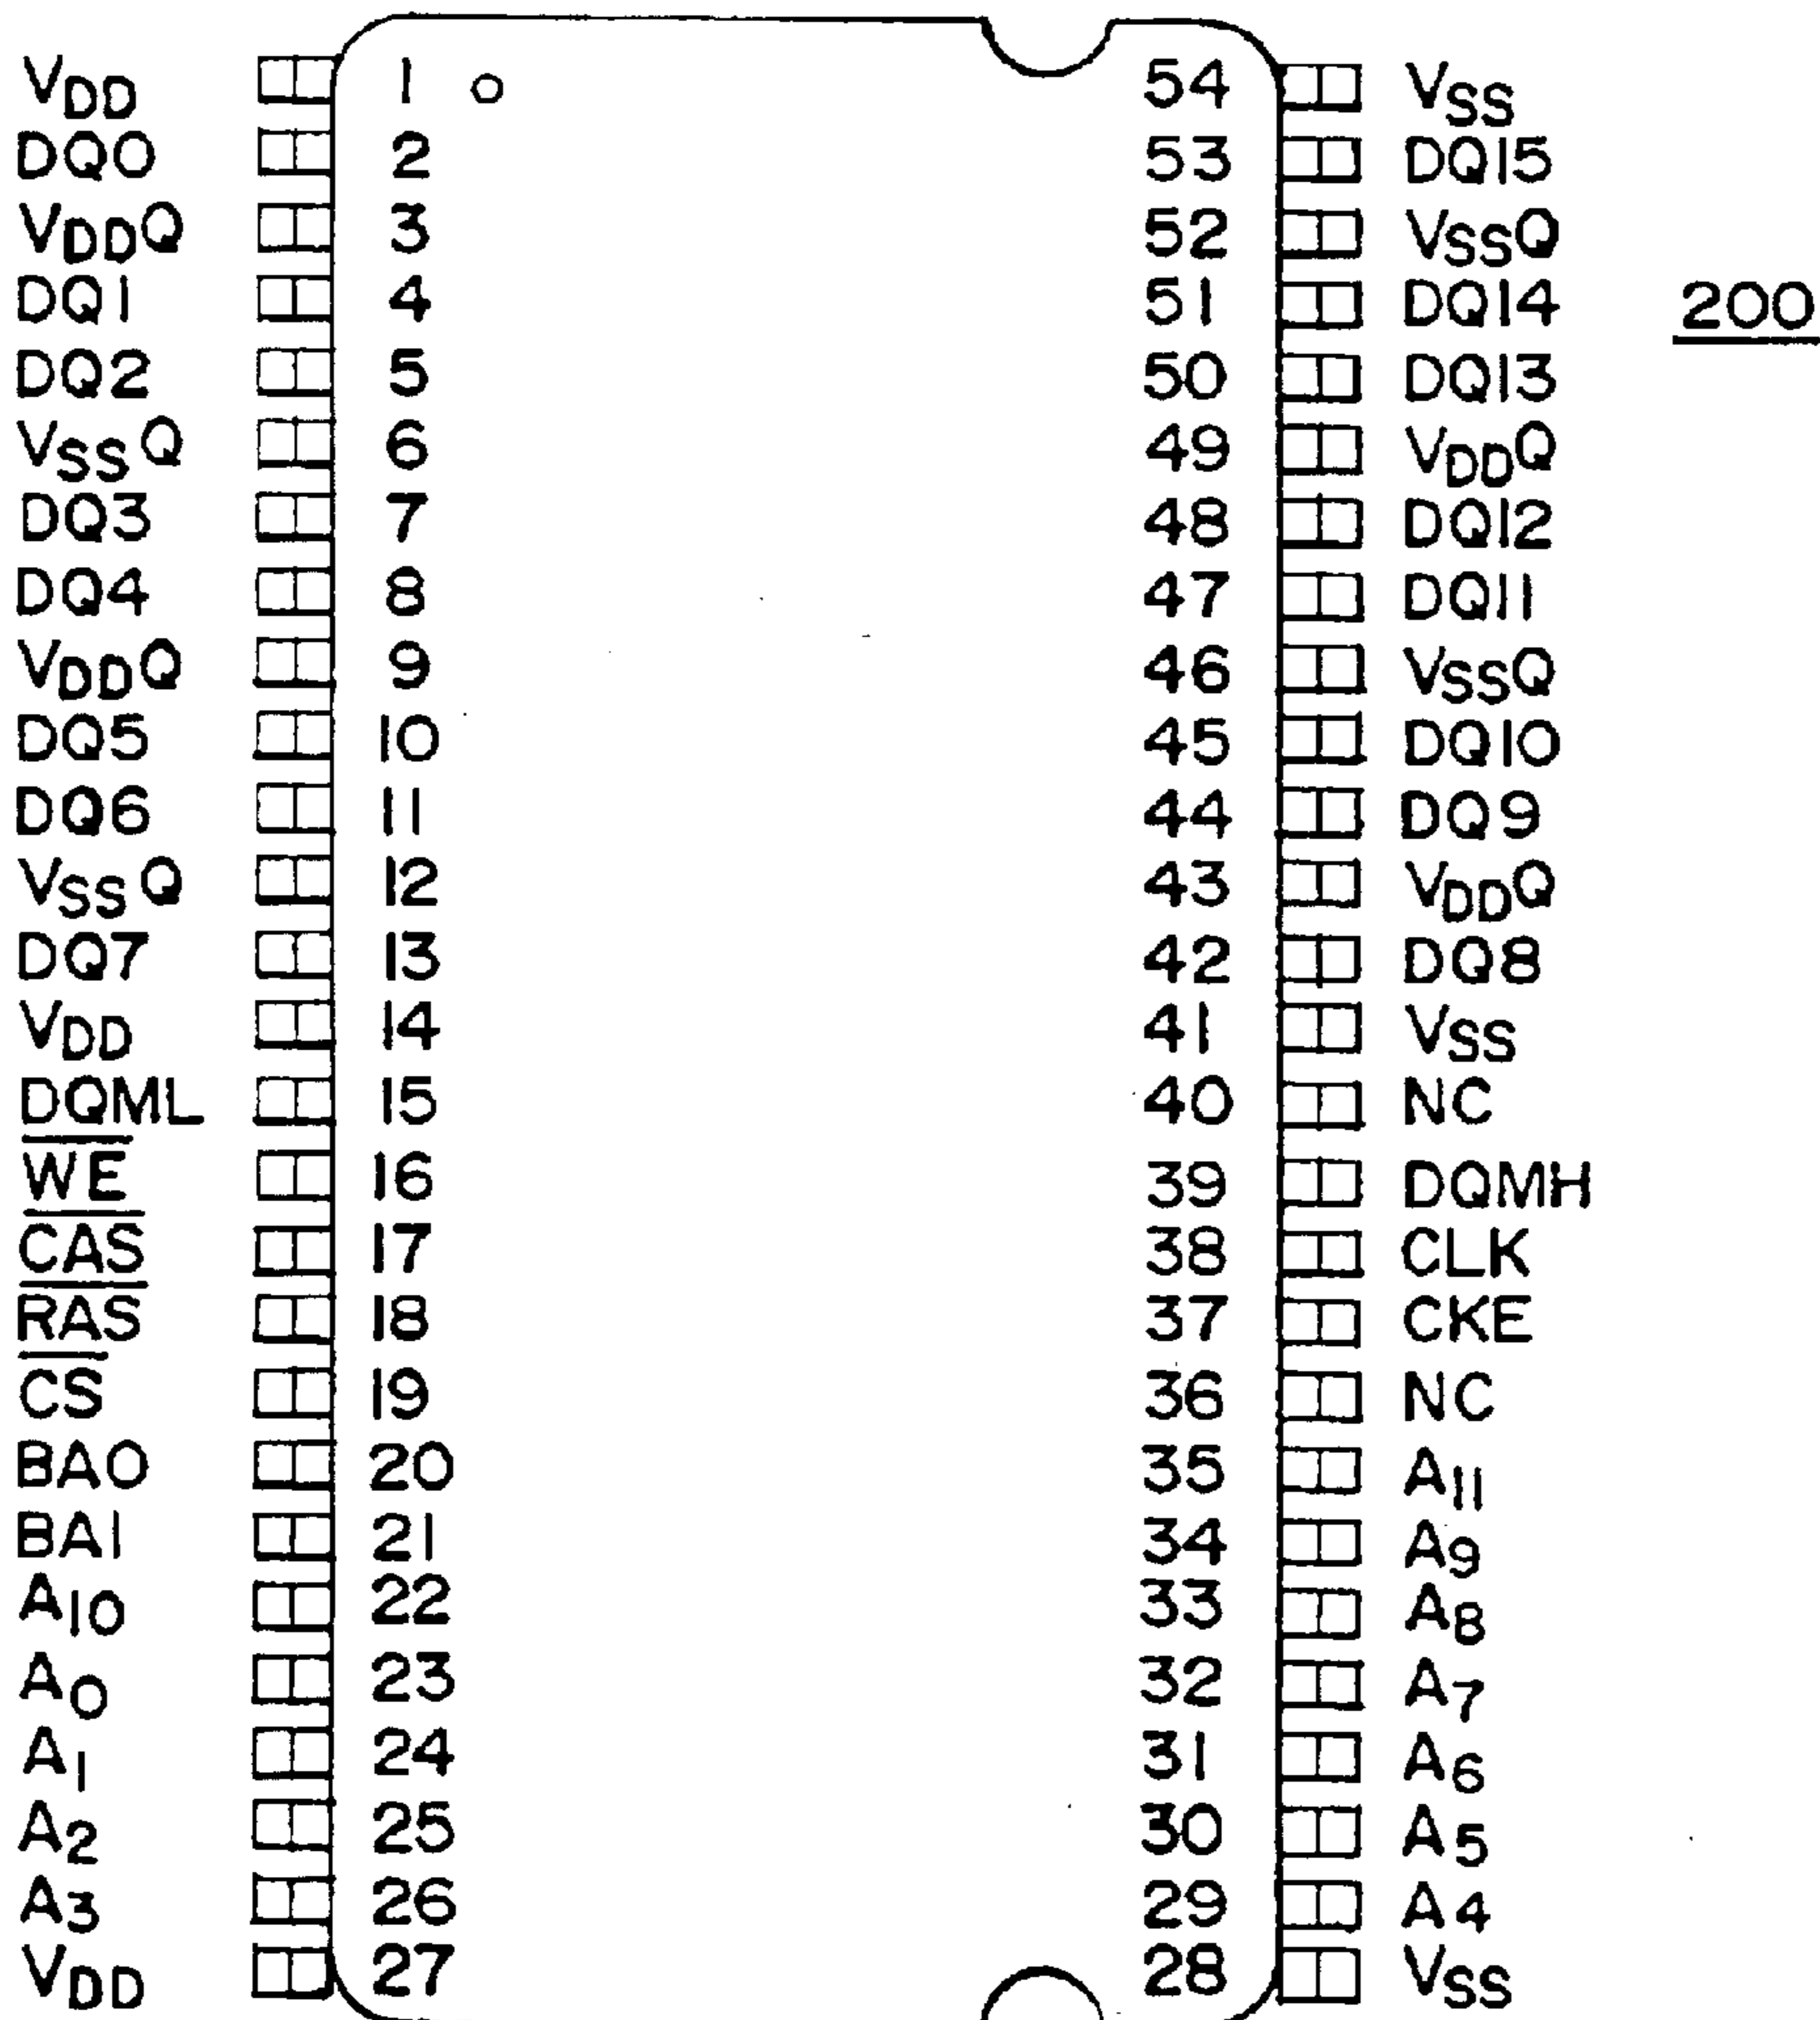 VDD 1 54 VSS
DQ0 2 53 DQ15
VDDQ 3 52 VSSQ
DQ1 4 51 DQ14 200
DQ2 5 50 DQ13
VSSQ 6 49 VDDQ
DQ3 7 48 DQ12
DQ4 8 47 DQ11
VDDQ 9 46 VSSQ
DQ5 10 45 DQ10
DQ6 11 44 DQ9
VSSQ 12 43 VDDQ
DQ7 13 42 DQ8
VDD 14 41 VSS
DQML 15 40 NC
W̅E̅ 16 39 DQMH
C̅A̅S̅ 17 38 CLK
R̅A̅S̅ 18 37 CKE
C̅S̅ 19 36 NC
BA0 20 35 A11
BA1 21 34 A9
A10 22 33 A8
A0 23 32 A7
A1 24 31 A6
A2 25 30 A5
A3 26 29 A4
VDD 27 28 VSS